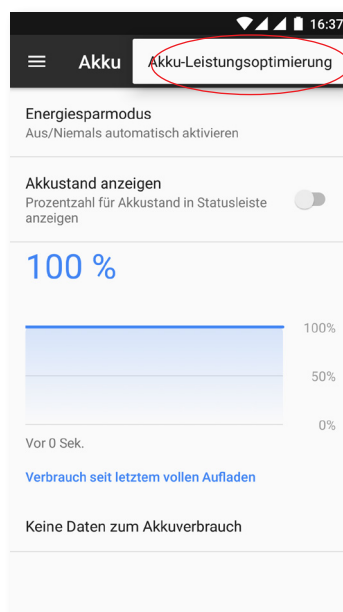 16:37
Akku
Akku-Leistungsoptimierung
Energiesparmodus
Aus/Niemals automatisch aktivieren
Akkustand anzeigen
Prozentzahl für Akkustand in Statusleiste
anzeigen
100 %
100%
50%
0%
Vor 0 Sek.
Verbrauch seit letztem vollen Aufladen
Keine Daten zum Akkuverbrauch